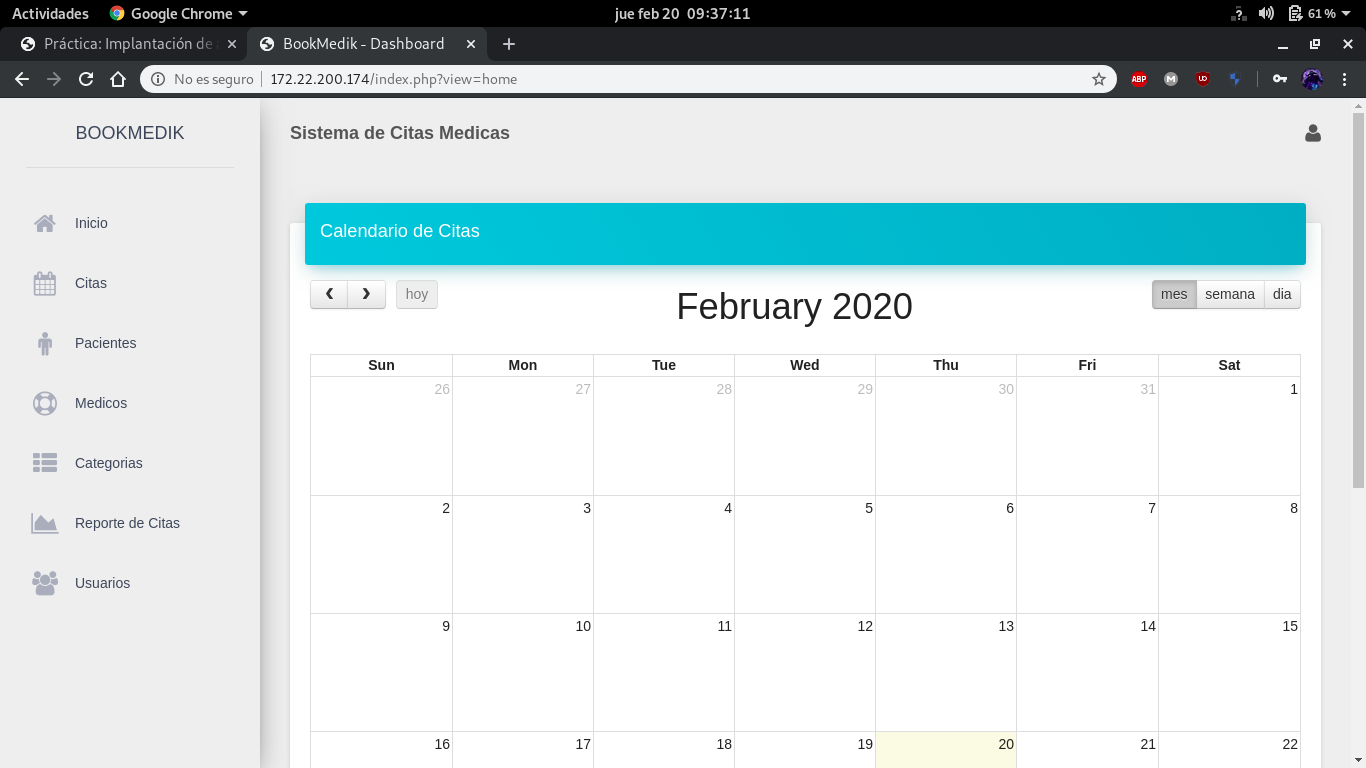 Actividades Google Chrome jue feb 20 09:37:11 61 %
Práctica: Implantación de BookMedik - Dashboard
No es seguro 172.22.200.174/index.php?view=home ABP M UD
BOOKMEDIK
Inicio
Citas
Pacientes
Medicos
Categorias
Reporte de Citas
Usuarios
Sistema de Citas Medicas
Calendario de Citas
hoy February 2020 mes semana dia
Sun Mon Tue Wed Thu Fri Sat
26 27 28 29 30 31 1
2 3 4 5 6 7 8
9 10 11 12 13 14 15
16 17 18 19 20 21 22